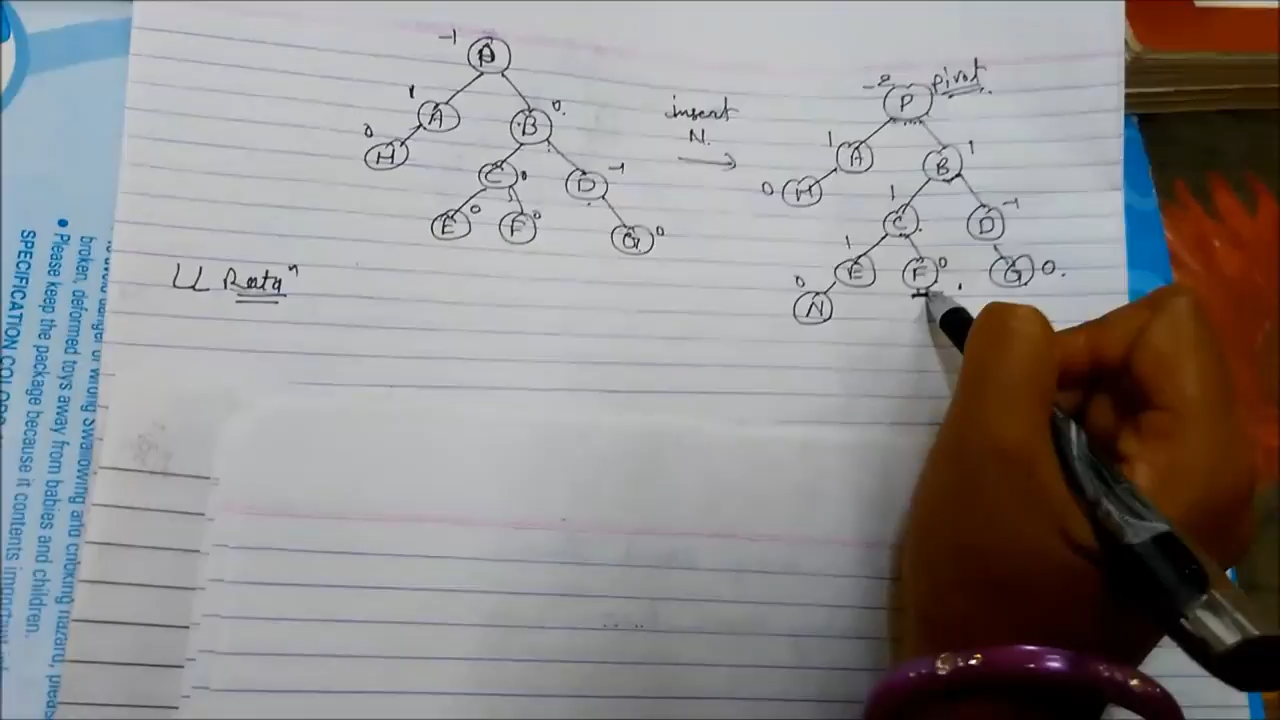 -1 P
1 A
B 0
0 H
C 0
D -1
E 0
F 0
G 0
insert
N.
-2 P pivot
1 A
B 1
0 H
1 C
D -1
1 E
F 0
G 0.
0 N
LL Rotaⁿ
broken, deformed toys away from babies and children.
• Please keep the package because it contents important